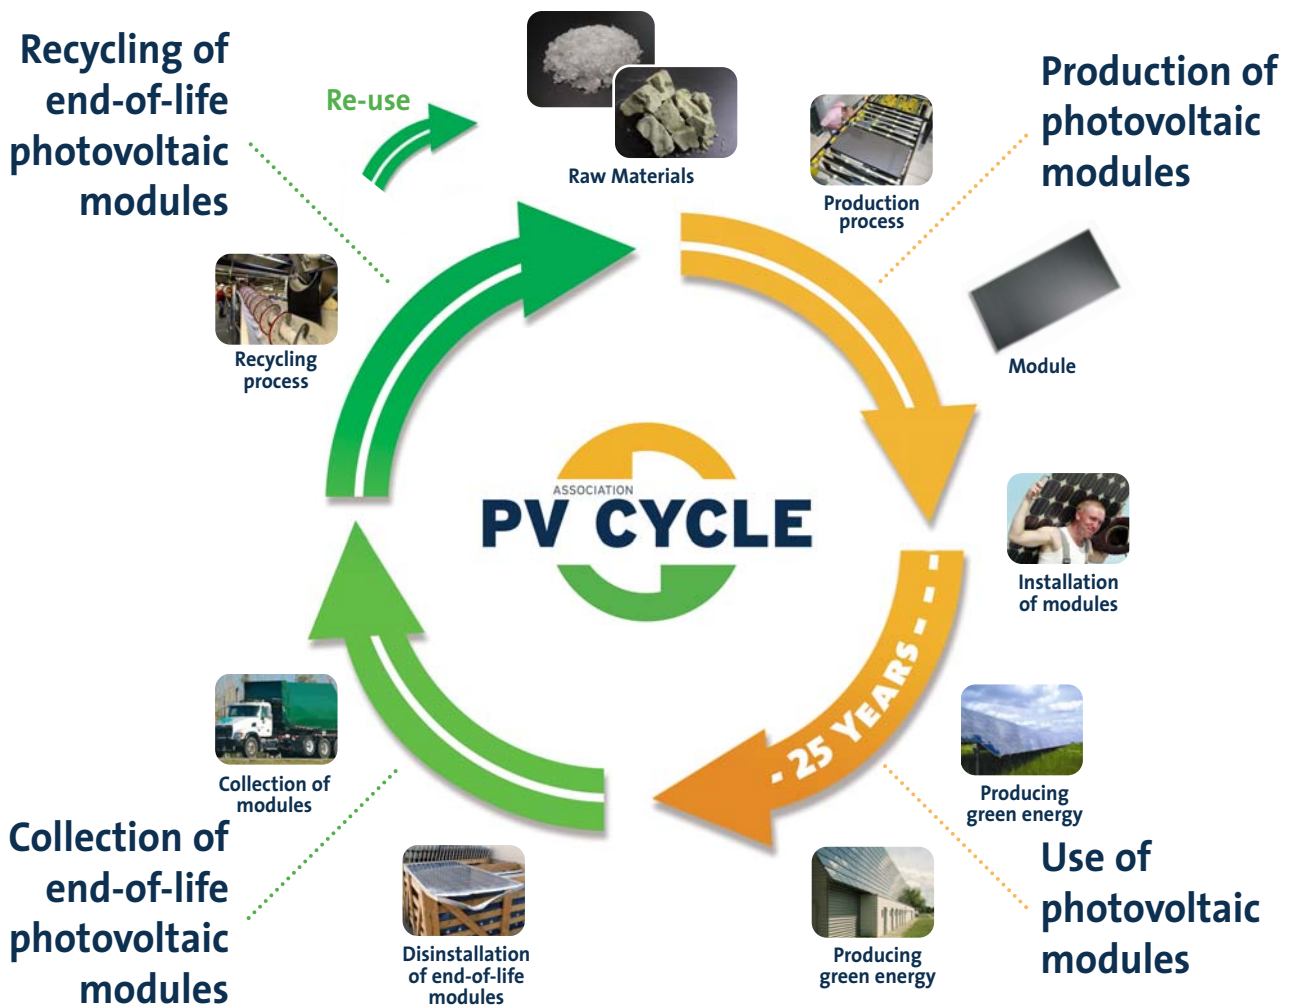 Recycling of
end-of-life
photovoltaic
modules
Re-use
Raw Materials
Production
process
Production of
photovoltaic
modules
Module
Recycling
process
ASSOCIATION
PV CYCLE
Installation
of modules
- 25 YEARS - - -
Producing
green energy
Use of
photovoltaic
modules
Producing
green energy
Disinstallation
of end-of-life
modules
Collection of
modules
Collection of
end-of-life
photovoltaic
modules